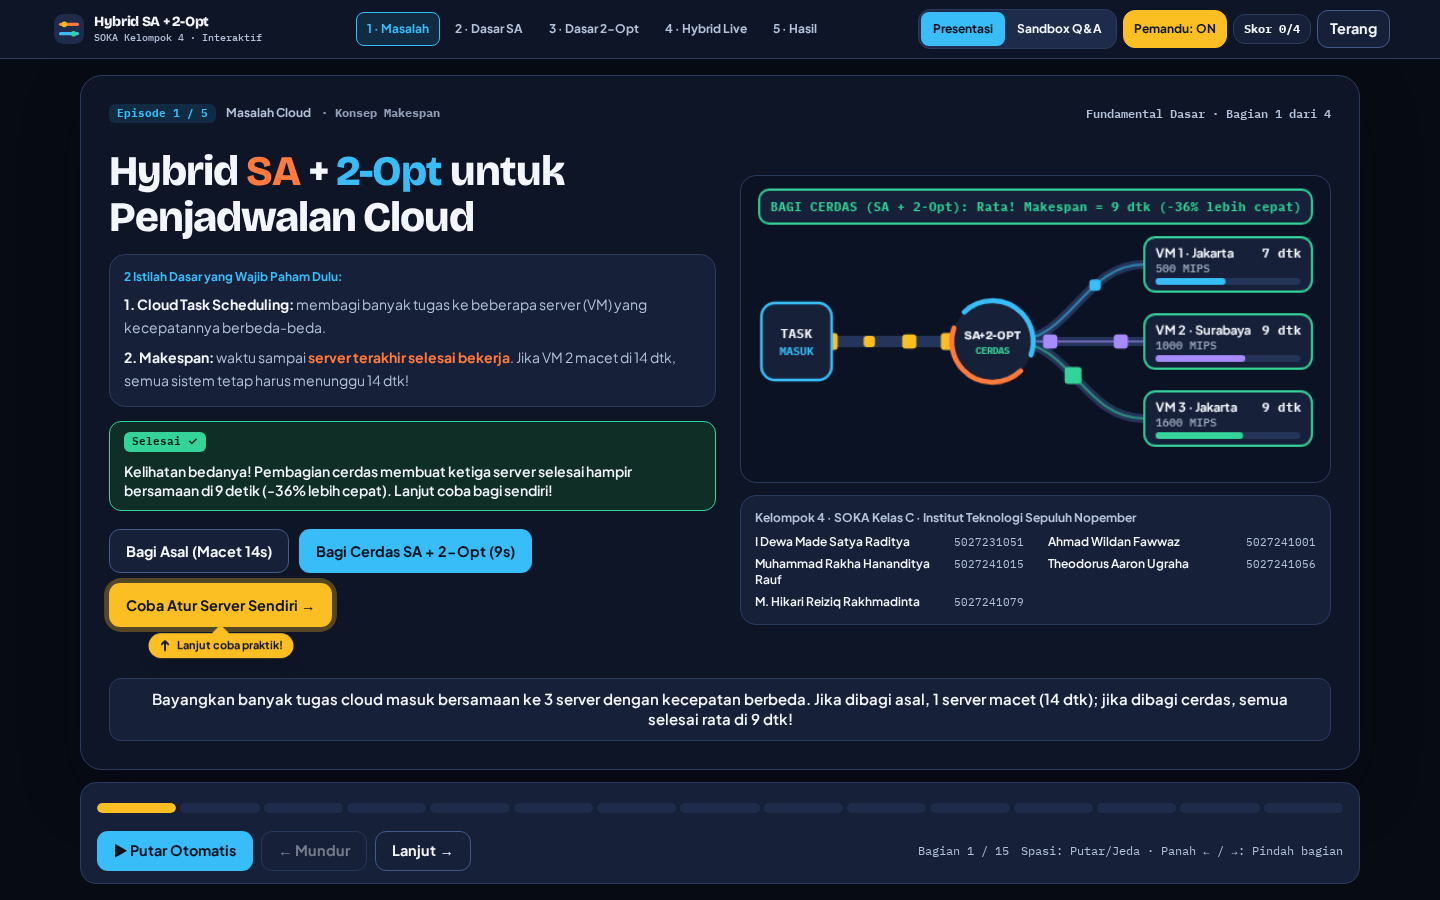 Hybrid SA + 2-Opt
SOKA Kelompok 4 · Interaktif
1 · Masalah
2 · Dasar SA
3 · Dasar 2-Opt
4 · Hybrid Live
5 · Hasil
Presentasi
Sandbox Q&A
Pemandu: ON
Skor 0/4
Terang
Episode 1 / 5
Masalah Cloud
· Konsep Makespan
Fundamental Dasar · Bagian 1 dari 4
Hybrid SA + 2-Opt untuk
Penjadwalan Cloud
2 Istilah Dasar yang Wajib Paham Dulu:
1. Cloud Task Scheduling: membagi banyak tugas ke beberapa server (VM) yang
kecepatannya berbeda-beda.
2. Makespan: waktu sampai server terakhir selesai bekerja. Jika VM 2 macet di 14 dtk,
semua sistem tetap harus menunggu 14 dtk!
Selesai ✓
Kelihatan bedanya! Pembagian cerdas membuat ketiga server selesai hampir
bersamaan di 9 detik (-36% lebih cepat). Lanjut coba bagi sendiri!
Bagi Asal (Macet 14s)
Bagi Cerdas SA + 2-Opt (9s)
Coba Atur Server Sendiri →
↑ Lanjut coba praktik!
BAGI CERDAS (SA + 2-Opt): Rata! Makespan = 9 dtk (-36% lebih cepat)
TASK
MASUK
SA+2-OPT
CERDAS
VM 1 · Jakarta 7 dtk
500 MIPS
VM 2 · Surabaya 9 dtk
1000 MIPS
VM 3 · Jakarta 9 dtk
1600 MIPS
Kelompok 4 · SOKA Kelas C · Institut Teknologi Sepuluh Nopember
I Dewa Made Satya Raditya 5027231051
Ahmad Wildan Fawwaz 5027241001
Muhammad Rakha Hananditya
Rauf
5027241015
Theodorus Aaron Ugraha 5027241056
M. Hikari Reiziq Rakhmadinta 5027241079
Bayangkan banyak tugas cloud masuk bersamaan ke 3 server dengan kecepatan berbeda. Jika dibagi asal, 1 server macet (14 dtk); jika dibagi cerdas, semua
selesai rata di 9 dtk!
▶ Putar Otomatis
← Mundur
Lanjut →
Bagian 1 / 15
Spasi: Putar/Jeda · Panah ← / →: Pindah bagian